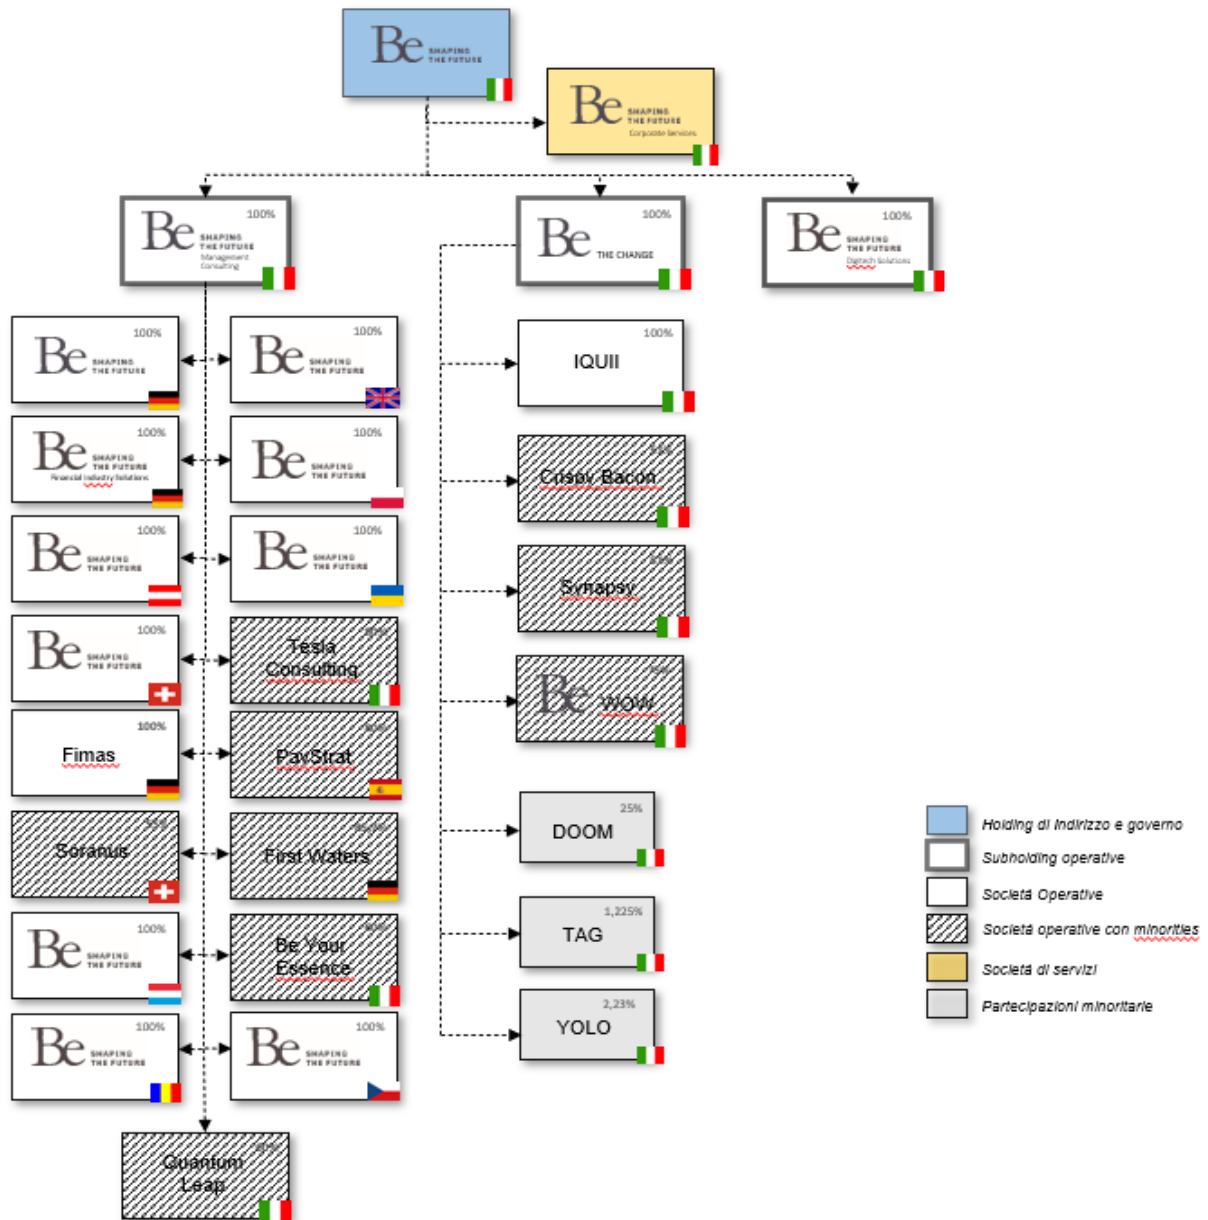 Be SHAPING
THE FUTURE
Be SHAPING
THE FUTURE
Corporate Services
100%
Be SHAPING
THE FUTURE
Management
Consulting
100%
Be THE CHANGE
100%
Be SHAPING
THE FUTURE
Digitech Solutions
100%
Be SHAPING
THE FUTURE
100%
Be SHAPING
THE FUTURE
100%
Be SHAPING
THE FUTURE
Financial Industry Solutions
100%
Be SHAPING
THE FUTURE
100%
Be SHAPING
THE FUTURE
100%
Be SHAPING
THE FUTURE
100%
Be SHAPING
THE FUTURE
Tesla
Consulting
100%
Fimas
PayStrat
55%
Soranus
First Waters
100%
Be SHAPING
THE FUTURE
Be Your
Essence
100%
Be SHAPING
THE FUTURE
100%
Be SHAPING
THE FUTURE
Quantum
Leap
100%
IQUII
Crispy Bacon
Synapsy
Be WOW
25%
DOOM
1,225%
TAG
2,23%
YOLO
Holding di Indirizzo e governo
Subholding operative
Società Operative
Società operative con minorities
Società di servizi
Partecipazioni minoritarie